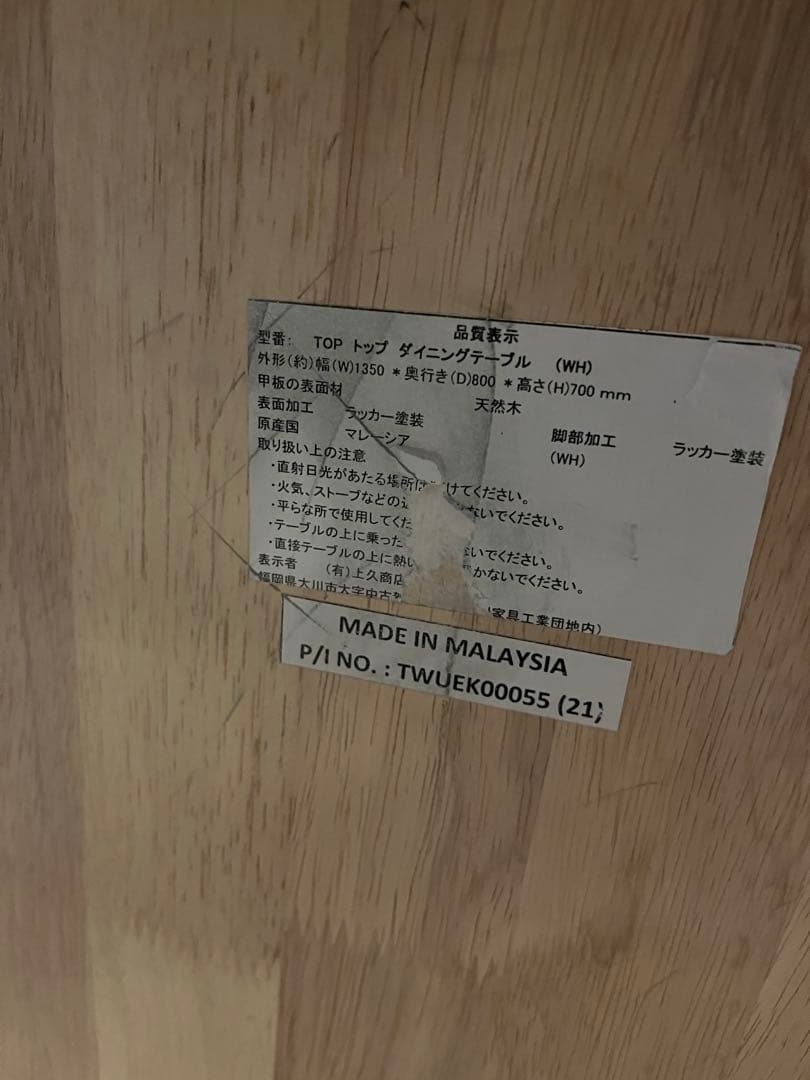 品質表示
型番: TOP トップ ダイニングテーブル (WH)
外形(約)幅(W)1350 *奥行き(D)800 *高さ(H)700 mm
甲板の表面材 天然木
表面加工 ラッカー塗装 脚部加工 ラッカー塗装
原産国 マレーシア (WH)
取り扱い上の注意
・直射日光があたる場所は けてください。
・火気、ストーブなどの ないでください。
・平らな所で使用してくだ
・テーブルの上に乗った ないでください。
・直接テーブルの上に熱い かないでください。
表示者 (有)上久商店
福岡県大川市大字中古賀 家具工業団地内)
MADE IN MALAYSIA
P/I NO. : TWUEK00055 (21)